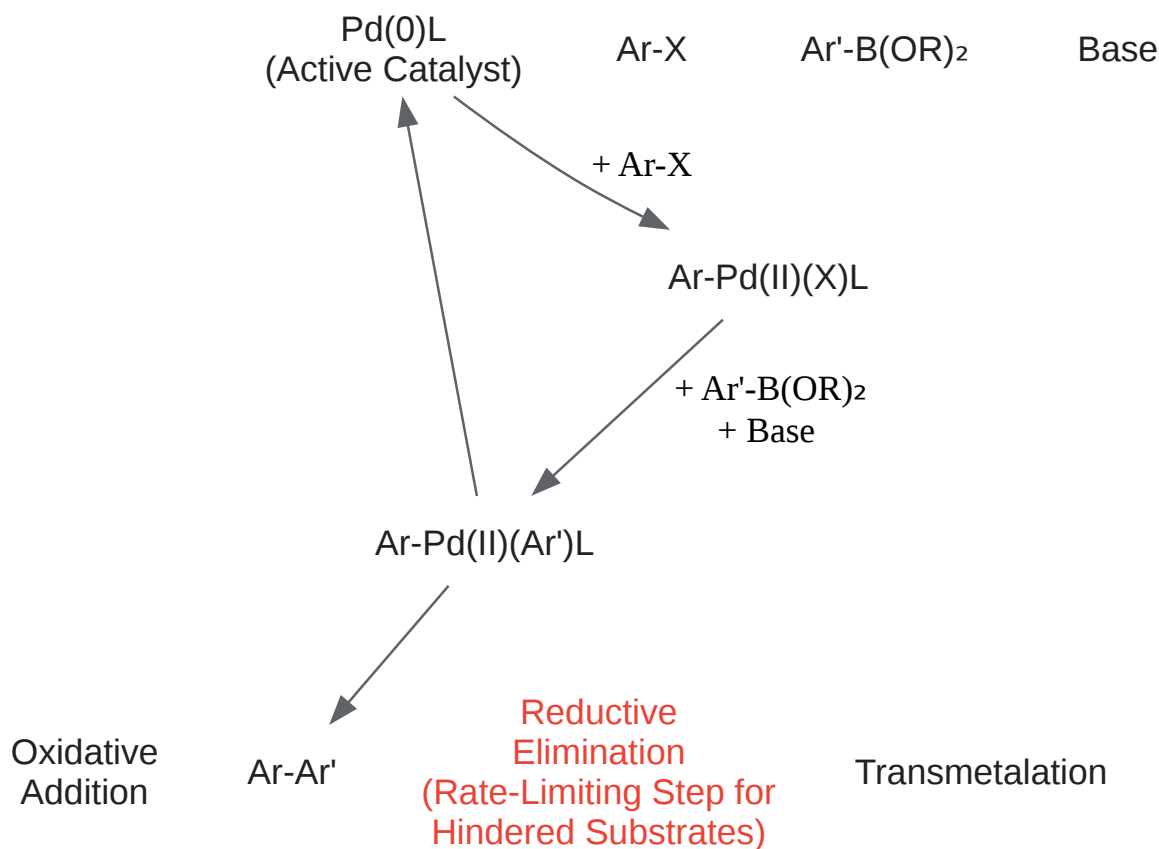 Pd(0)L
(Active Catalyst)
Ar-X
Ar'-B(OR)₂
Base
+ Ar-X
Ar-Pd(II)(X)L
+ Ar'-B(OR)₂
+ Base
Ar-Pd(II)(Ar')L
Oxidative
Addition
Ar-Ar'
Reductive
Elimination
(Rate-Limiting Step for
Hindered Substrates)
Transmetalation